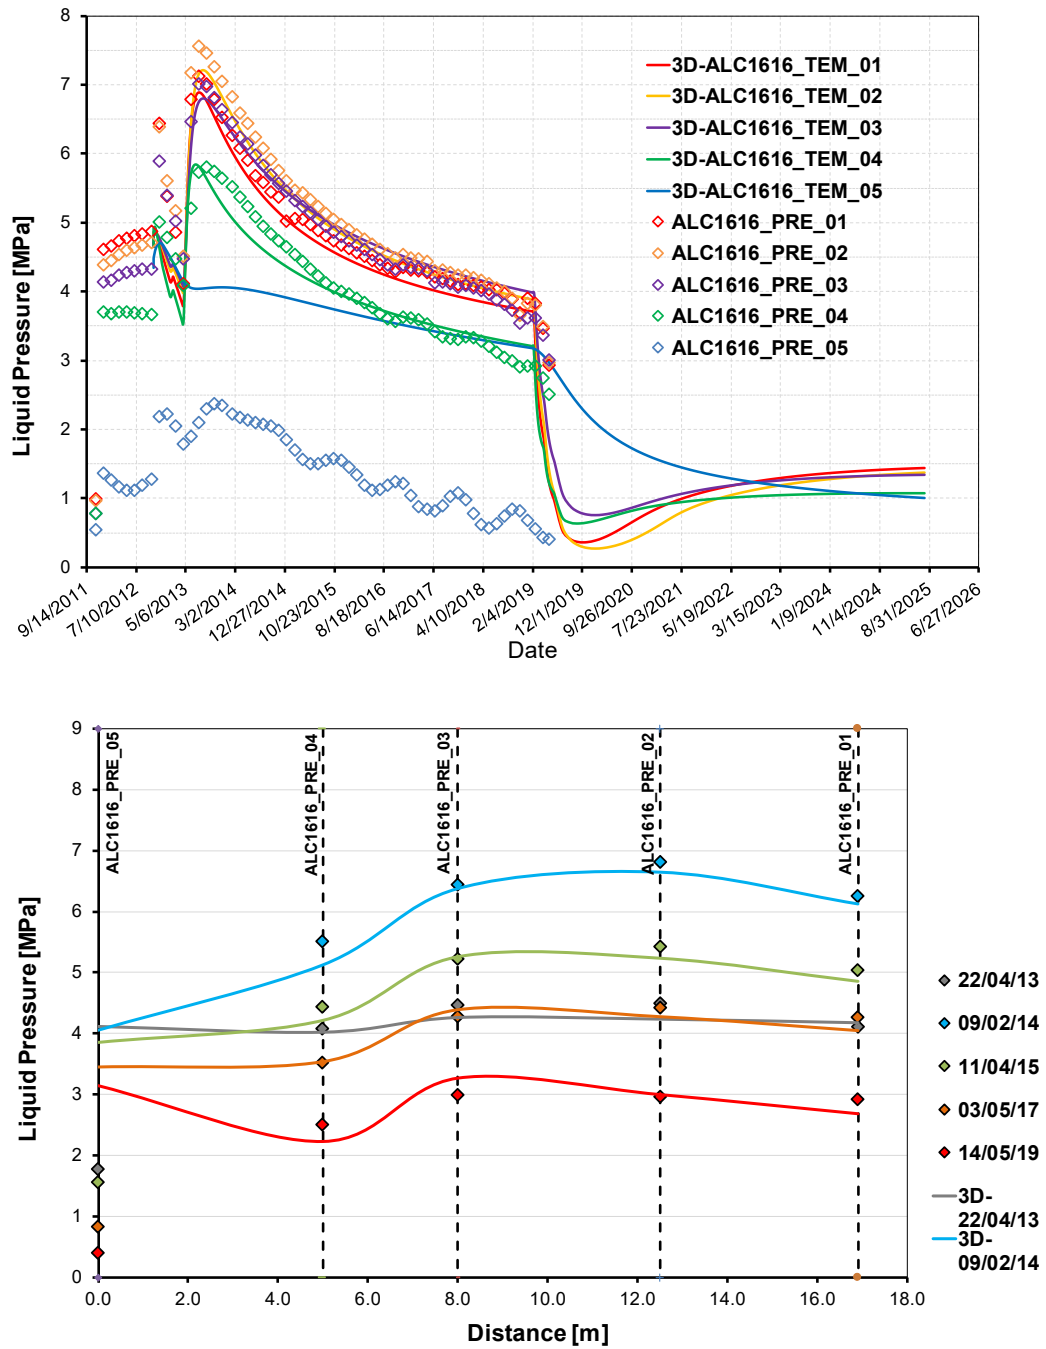 8
7
6
5
4
3
2
1
0
Liquid Pressure [MPa]
3D-ALC1616_TEM_01
3D-ALC1616_TEM_02
3D-ALC1616_TEM_03
3D-ALC1616_TEM_04
3D-ALC1616_TEM_05
ALC1616_PRE_01
ALC1616_PRE_02
ALC1616_PRE_03
ALC1616_PRE_04
ALC1616_PRE_05
9/14/2011
7/10/2012
5/6/2013
3/2/2014
12/27/2014
10/23/2015
8/18/2016
6/14/2017
4/10/2018
2/4/2019
12/1/2019
9/26/2020
7/23/2021
5/19/2022
3/15/2023
1/9/2024
11/4/2024
8/31/2025
6/27/2026
Date
9
8
7
6
5
4
3
2
1
0
Liquid Pressure [MPa]
ALC1616_PRE_05
ALC1616_PRE_04
ALC1616_PRE_03
ALC1616_PRE_02
ALC1616_PRE_01
22/04/13
09/02/14
11/04/15
03/05/17
14/05/19
3D-
22/04/13
3D-
09/02/14
0.0 2.0 4.0 6.0 8.0 10.0 12.0 14.0 16.0 18.0
Distance [m]